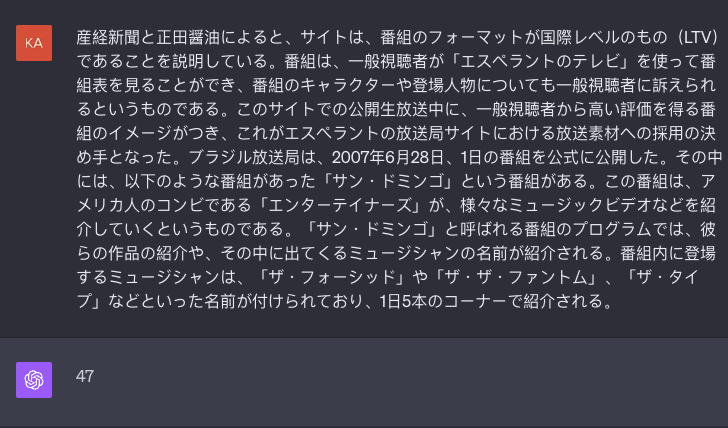 KA
産経新聞と正田醤油によると、サイトは、番組のフォーマットが国際レベルのもの（LTV）
であることを説明している。番組は、一般視聴者が「エスペラントのテレビ」を使って番
組表を見ることができ、番組のキャラクターや登場人物についても一般視聴者に訴えられ
るというものである。このサイトでの公開生放送中に、一般視聴者から高い評価を得る番
組のイメージがつき、これがエスペラントの放送局サイトにおける放送素材への採用の決
め手となった。ブラジル放送局は、2007年6月28日、1日の番組を公式に公開した。その中
には、以下のような番組があった「サン・ドミンゴ」という番組がある。この番組は、ア
メリカ人のコンビである「エンターテイナーズ」が、様々なミュージックビデオなどを紹
介していくというものである。「サン・ドミンゴ」と呼ばれる番組のプログラムでは、彼
らの作品の紹介や、その中に出てくるミュージシャンの名前が紹介される。番組内に登場
するミュージシャンは、「ザ・フォーシッド」や「ザ・ザ・ファントム」、「ザ・タイ
プ」などといった名前が付けられており、1日5本のコーナーで紹介される。
47